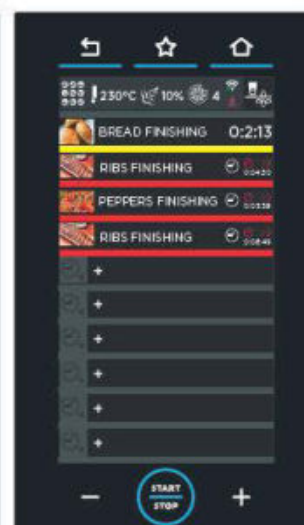 230°C 10% 4
BREAD FINISHING 0:2:13
RIBS FINISHING
PEPPERS FINISHING
RIBS FINISHING
+
+
+
+
+
+
− START STOP +